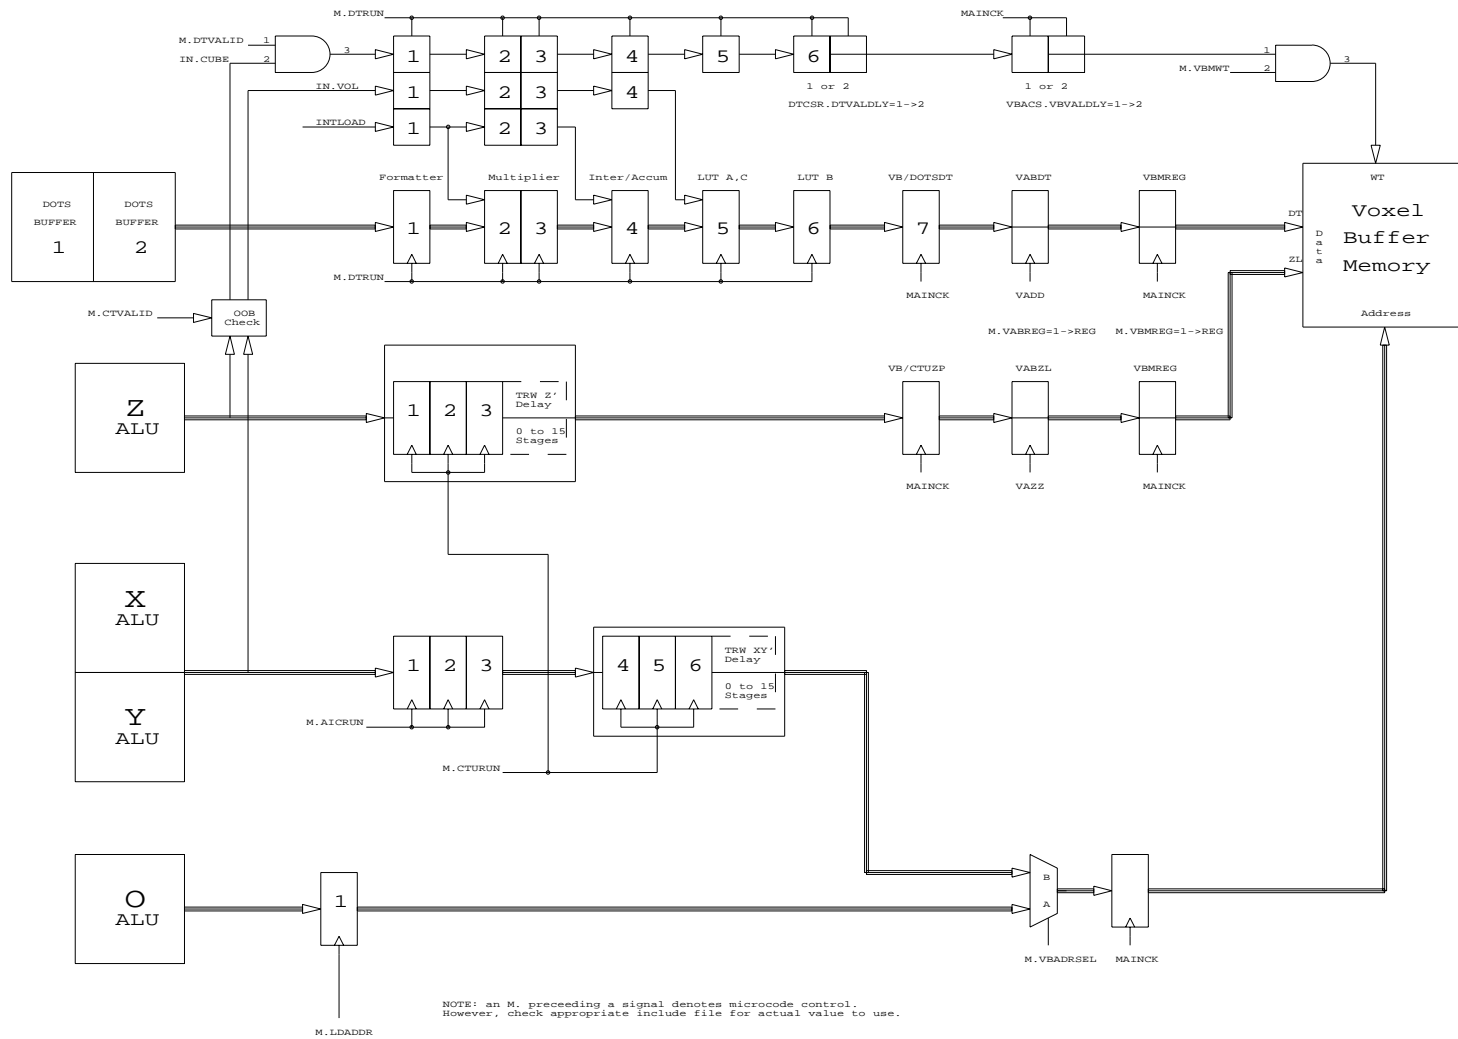 M.DTRUN
MAINCK
M.DTVALID
1
3
IN.CUBE
2
1
2
3
4
5
6
1
3
M.VBMWT
2
1 or 2
1 or 2
IN.VOL
1
2
3
4
DTCSR.DTVALDLY=1->2
VBACS.VBVALDLY=1->2
INTLOAD
1
2
3
Formatter
Multiplier
Inter/Accum
LUT A,C
LUT B
VB/DOTSDT
VABDT
VBMREG
WT
DOTS
BUFFER
1
DOTS
BUFFER
2
1
2
3
4
5
6
7
DT
ZL
Data
Voxel
Buffer
Memory
Address
M.DTRUN
MAINCK
VADD
MAINCK
M.CTVALID
OOB
Check
M.VABREG=1->REG
M.VBMREG=1->REG
Z
ALU
1
2
3
TRW Z'
Delay
0 to 15
Stages
VB/CTUZP
VABZL
VBMREG
MAINCK
VAZZ
MAINCK
X
ALU
Y
ALU
1
2
3
4
5
6
TRW XY'
Delay
0 to 15
Stages
M.AICRUN
M.CTURUN
O
ALU
1
B
A
M.VBADRSEL
MAINCK
NOTE: an M. preceeding a signal denotes microcode control.
However, check appropriate include file for actual value to use.
M.LDADDR